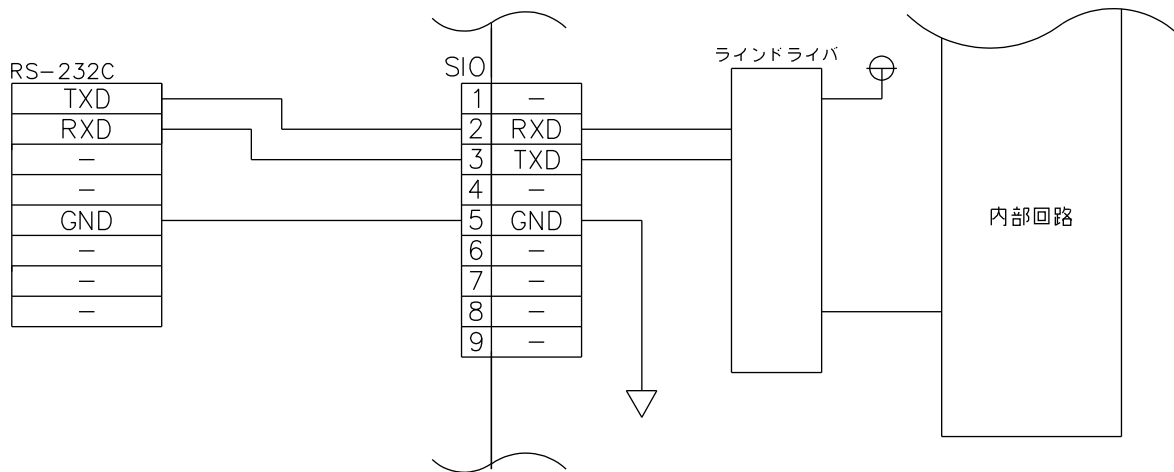 ラインドライバ
RS-232C
SIO
TXD
1 -
RXD
2 RXD
-
3 TXD
-
4 -
GND
5 GND
-
6 -
-
7 -
-
8 -
9 -
内部回路